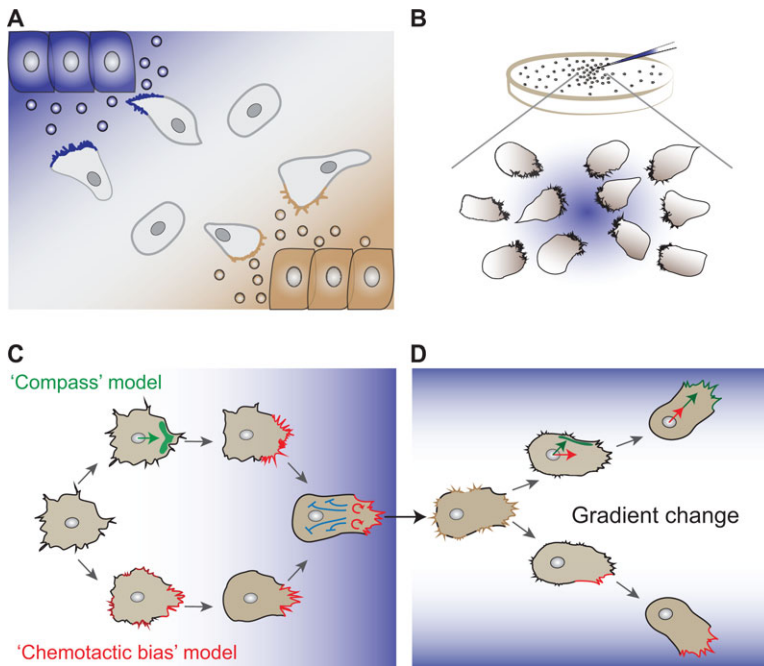 A
B
C
D
'Compass' model
Gradient change
'Chemotactic bias' model